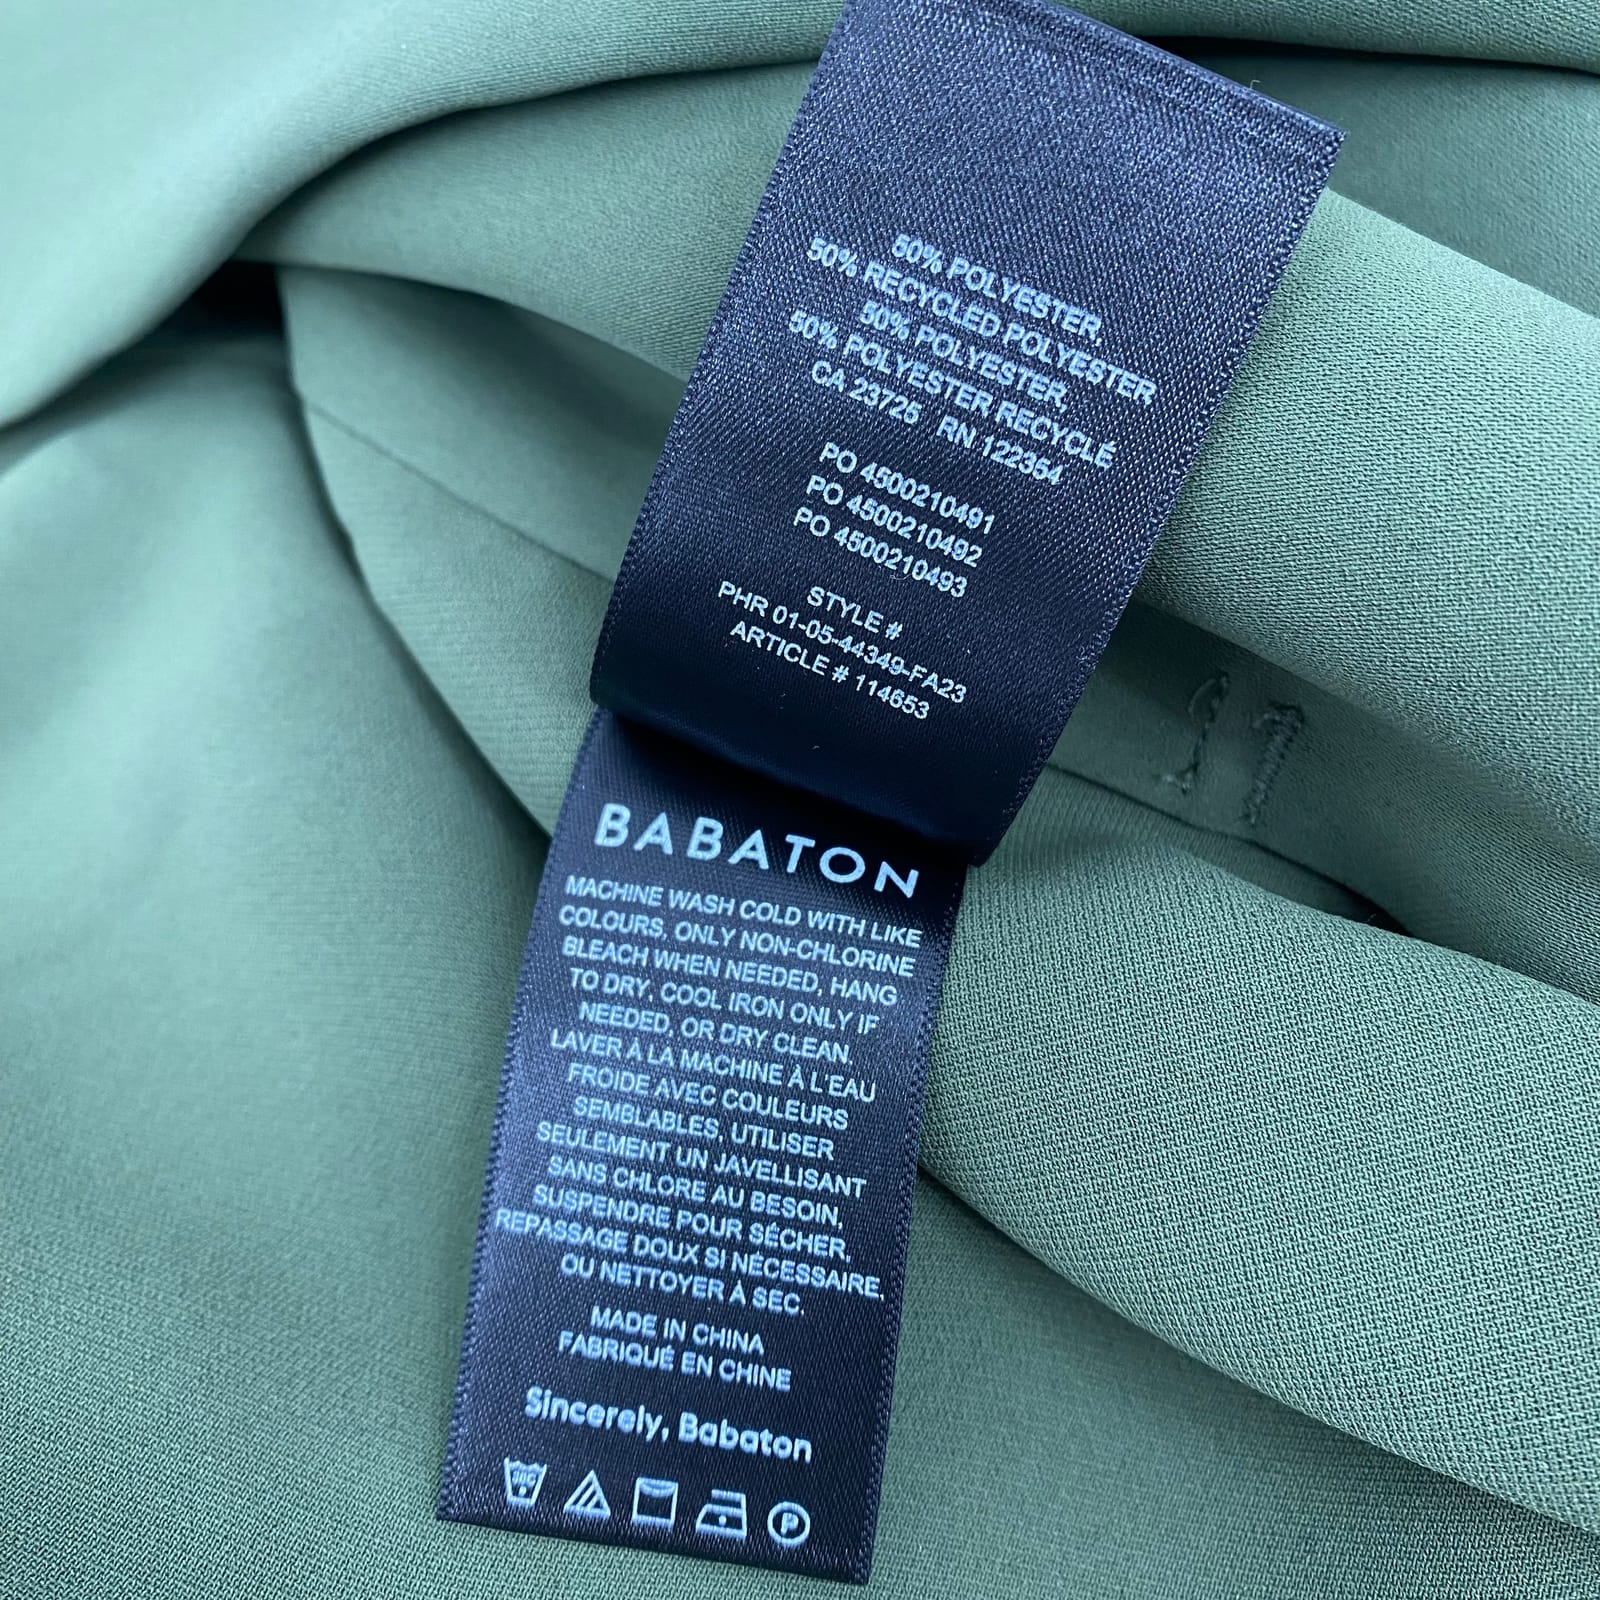 50% POLYESTER,
50% RECYCLED POLYESTER
50% POLYESTER,
50% POLYESTER RECYCLÉ
CA 23725 RN 122364
PO 4500210491
PO 4500210492
PO 4500210493
STYLE #
PHR 01-05-44349-FA23
ARTICLE # 114653
BABATON
MACHINE WASH COLD WITH LIKE
COLOURS, ONLY NON-CHLORINE
BLEACH WHEN NEEDED, HANG
TO DRY, COOL IRON ONLY IF
NEEDED, OR DRY CLEAN.
LAVER À LA MACHINE À L'EAU
FROIDE AVEC COULEURS
SEMBLABLES, UTILISER
SEULEMENT UN JAVELLISANT
SANS CHLORE AU BESOIN,
SUSPENDRE POUR SÉCHER,
REPASSAGE DOUX SI NÉCESSAIRE,
OU NETTOYER À SEC.
MADE IN CHINA
FABRIQUÉ EN CHINE
Sincerely, Babaton
30C P